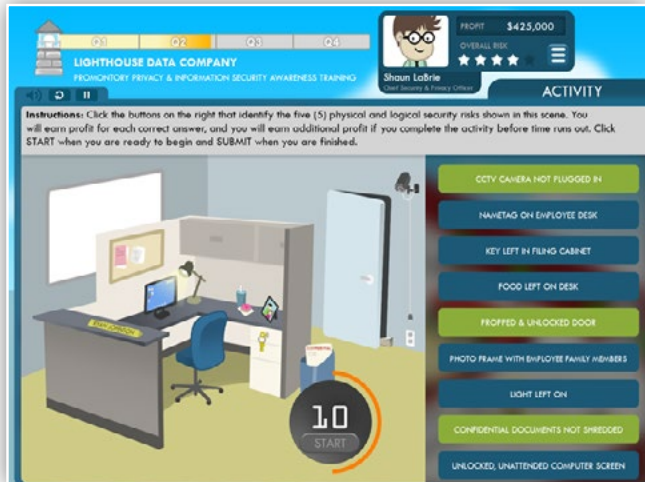 Q1
Q2
Q3
Q4
LIGHTHOUSE DATA COMPANY
PROMONTORY PRIVACY & INFORMATION SECURITY AWARENESS TRAINING
PROFIT $425,000
OVERALL RISK
Shaun LaBrie
Chief Security & Privacy Officer
ACTIVITY
Instructions: Click the buttons on the right that identify the five (5) physical and logical security risks shown in this scene. You
will earn profit for each correct answer, and you will earn additional profit if you complete the activity before time runs out. Click
START when you are ready to begin and SUBMIT when you are finished.
CCTV CAMERA NOT PLUGGED IN
NAMETAG ON EMPLOYEE DESK
KEY LEFT IN FILING CABINET
FOOD LEFT ON DESK
PROPPED & UNLOCKED DOOR
PHOTO FRAME WITH EMPLOYEE FAMILY MEMBERS
LIGHT LEFT ON
CONFIDENTIAL DOCUMENTS NOT SHREDDED
UNLOCKED, UNATTENDED COMPUTER SCREEN
10
START